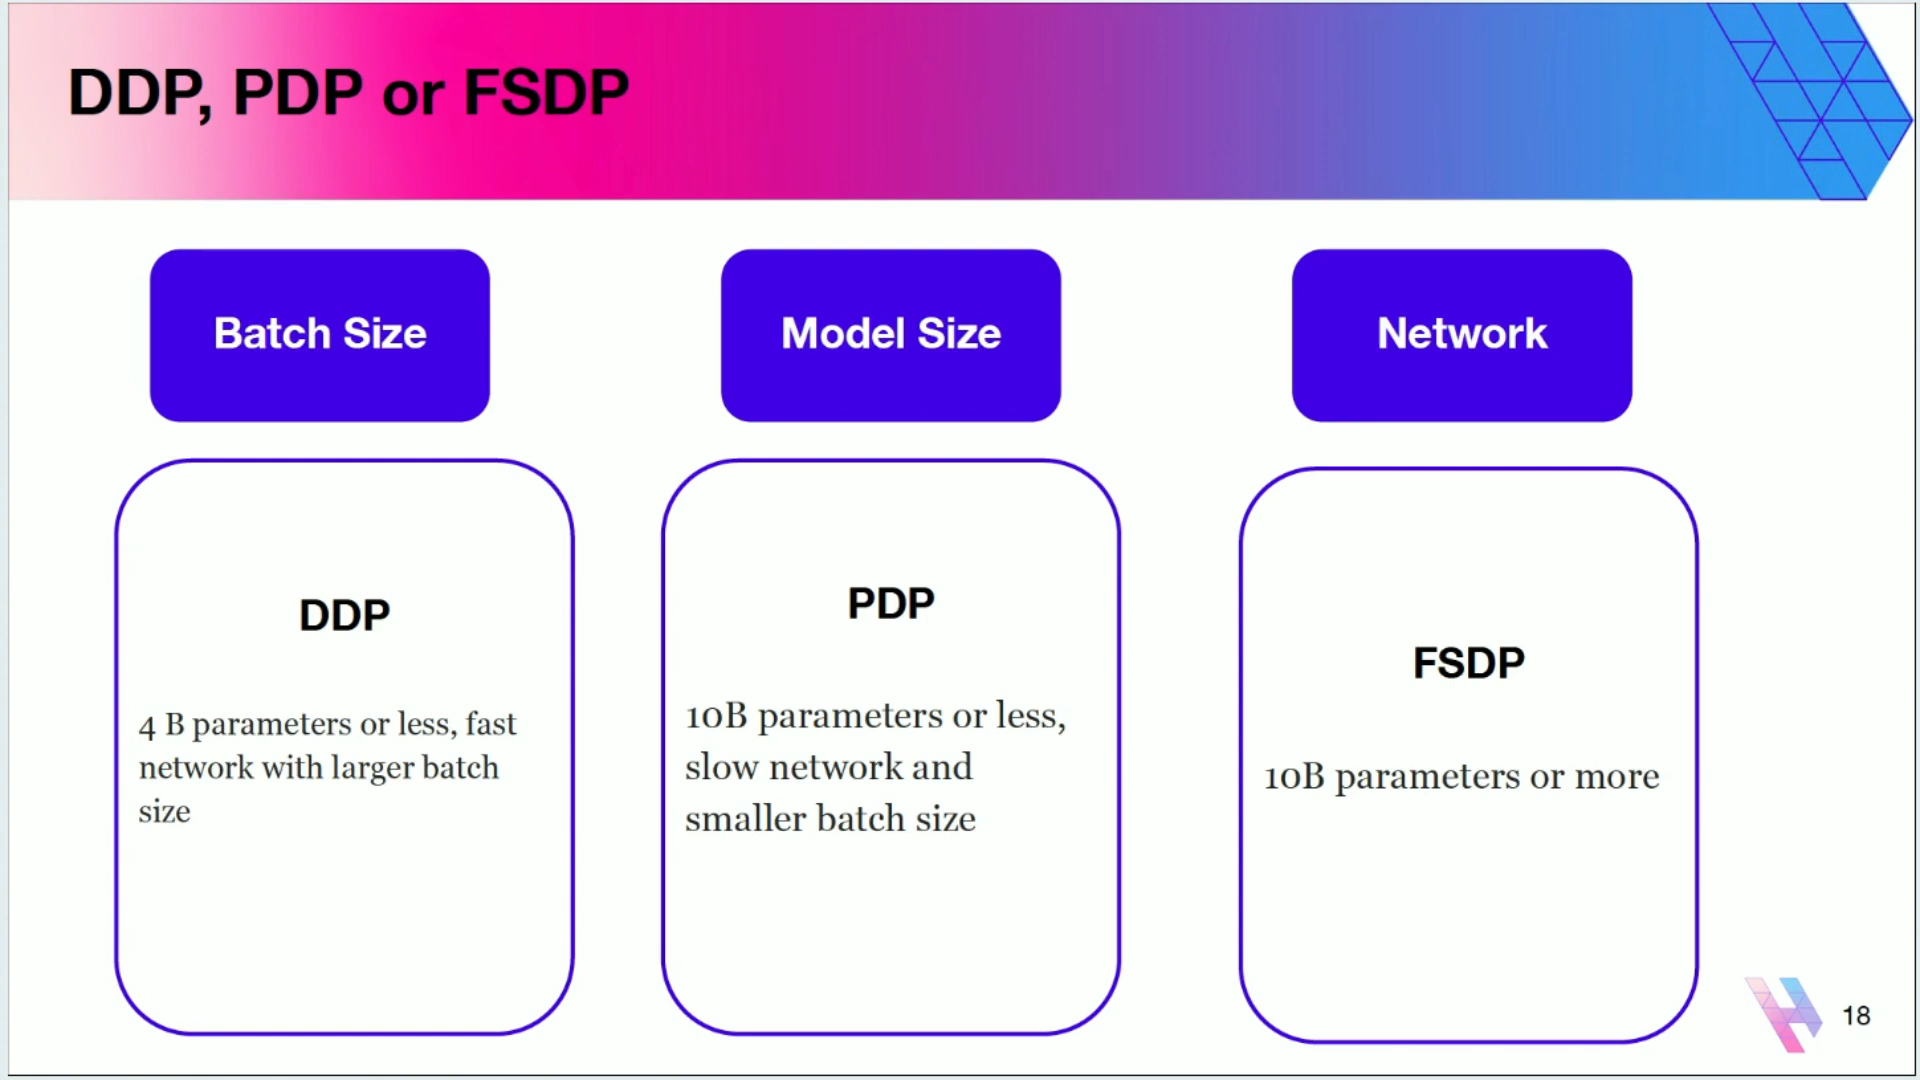 DDP, PDP or FSDP
Batch Size
Model Size
Network
DDP
4 B parameters or less, fast
network with larger batch
size
PDP
10B parameters or less,
slow network and
smaller batch size
FSDP
10B parameters or more
18